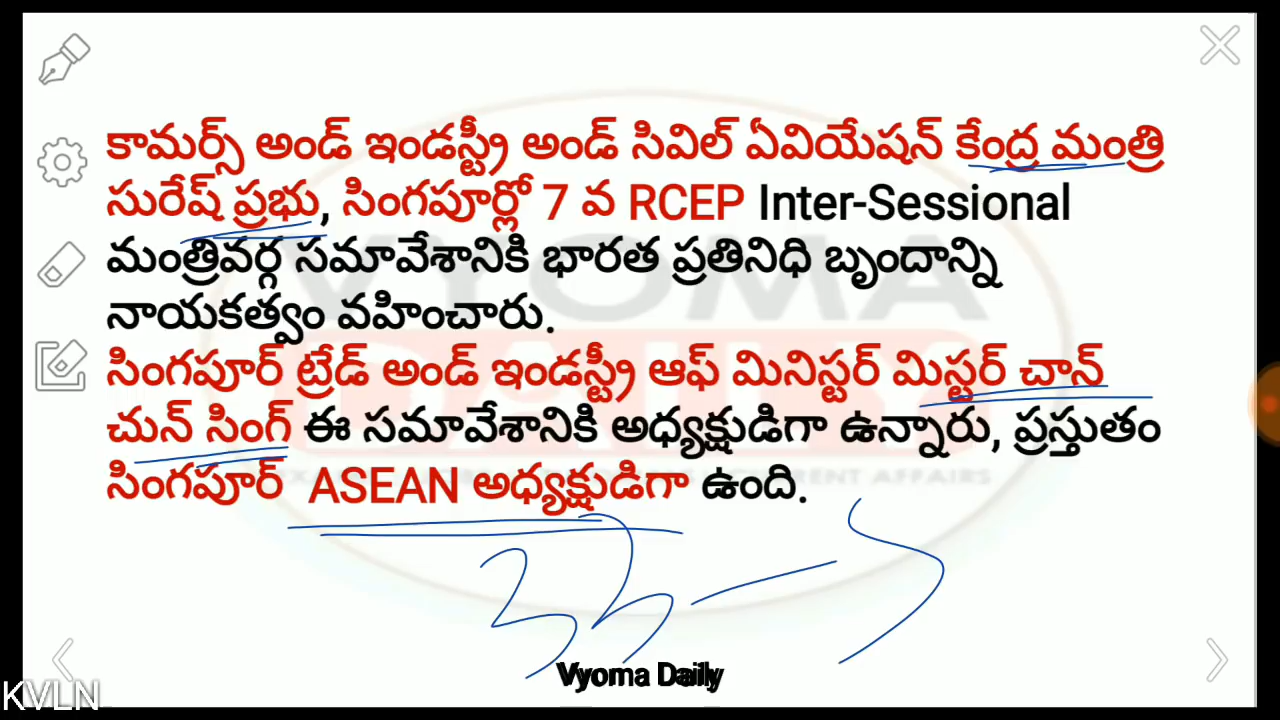 కామర్స్ అండ్ ఇండస్ట్రీ అండ్ సివిల్ ఏవియేషన్ కేంద్ర మంత్రి
సురేష్ ప్రభు, సింగపూర్లో 7 వ RCEP Inter-Sessional
మంత్రివర్గ సమావేశానికి భారత ప్రతినిధి బృందాన్ని
నాయకత్వం వహించారు.
సింగపూర్ ట్రేడ్ అండ్ ఇండస్ట్రీ ఆఫ్ మినిస్టర్ మిస్టర్ చాన్
చున్ సింగ్ ఈ సమావేశానికి అధ్యక్షుడిగా ఉన్నారు, ప్రస్తుతం
సింగపూర్ ASEAN అధ్యక్షుడిగా ఉంది.
Vyoma Daily
KVLN